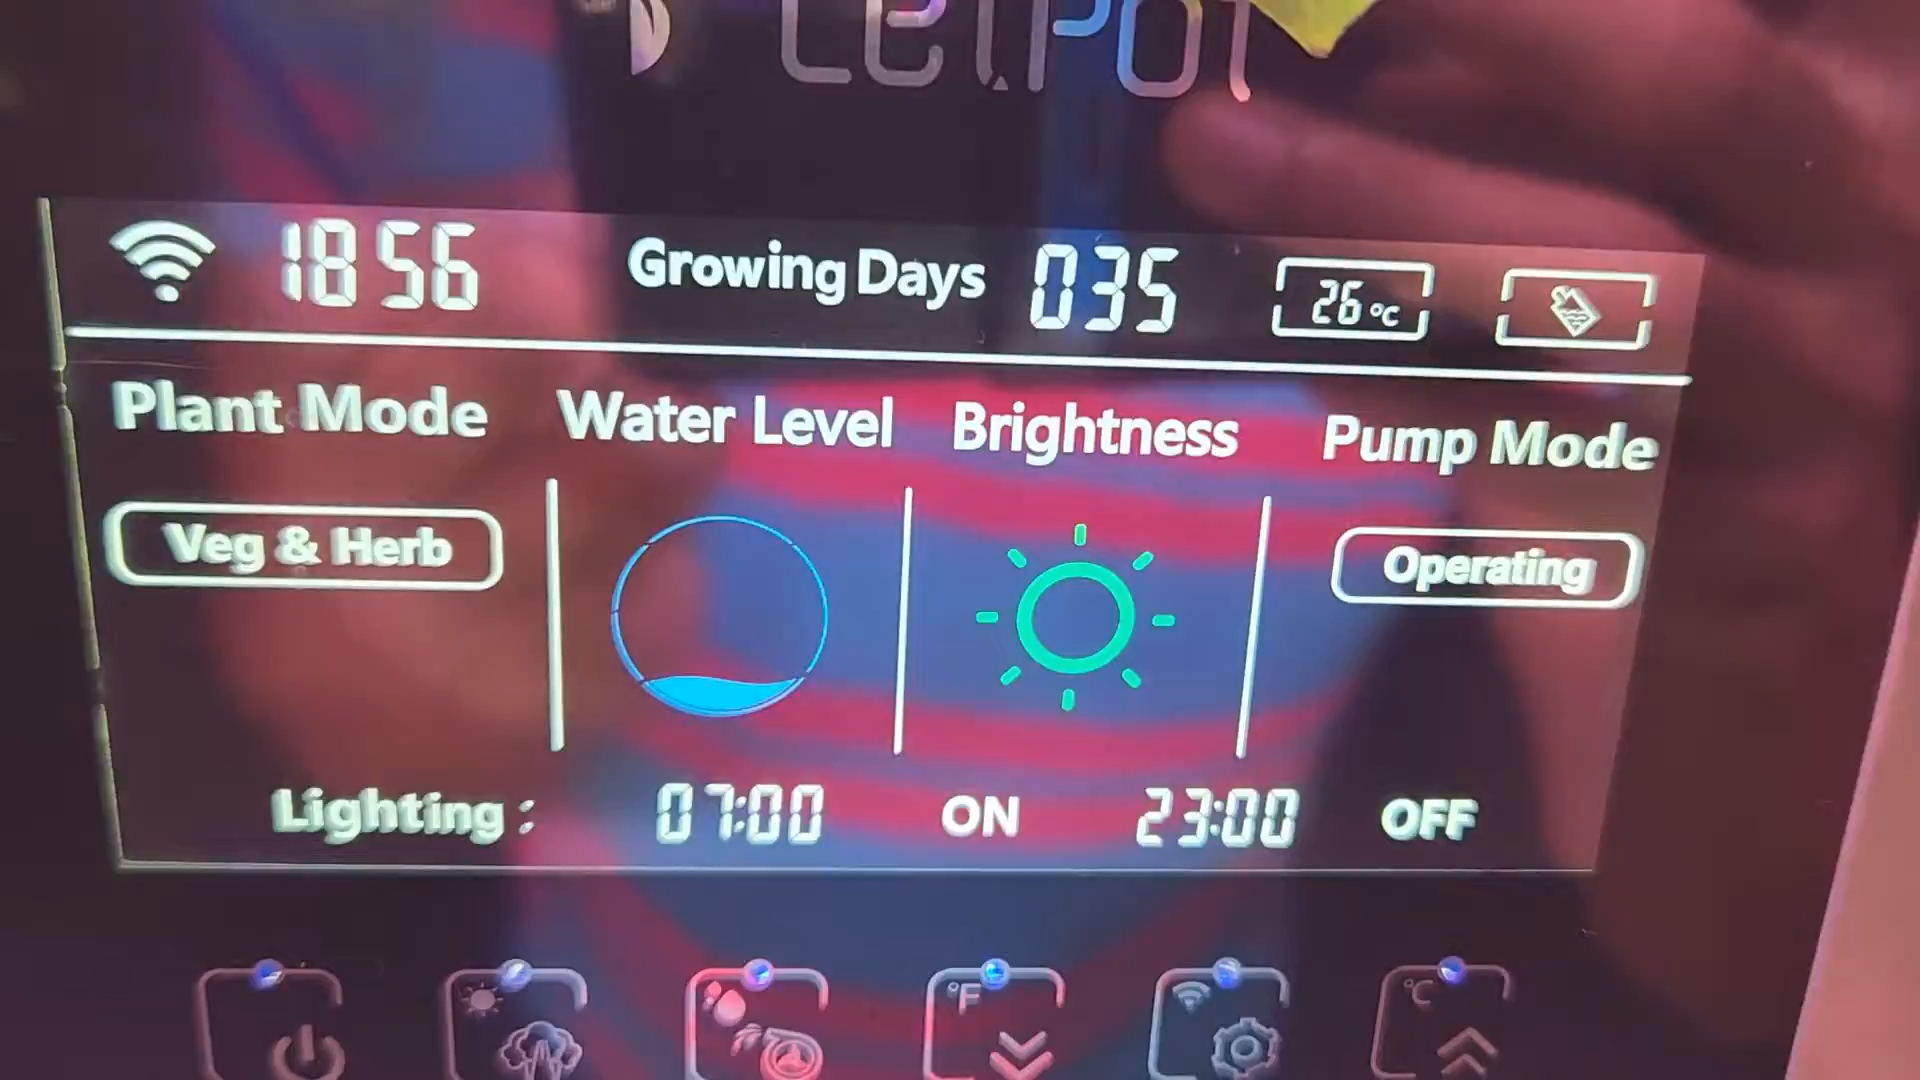 LetPot
18 56 Growing Days 035 26 °C
Plant Mode Water Level Brightness Pump Mode
Veg & Herb Operating
Lighting : 07:00 ON 23:00 OFF
°F °C